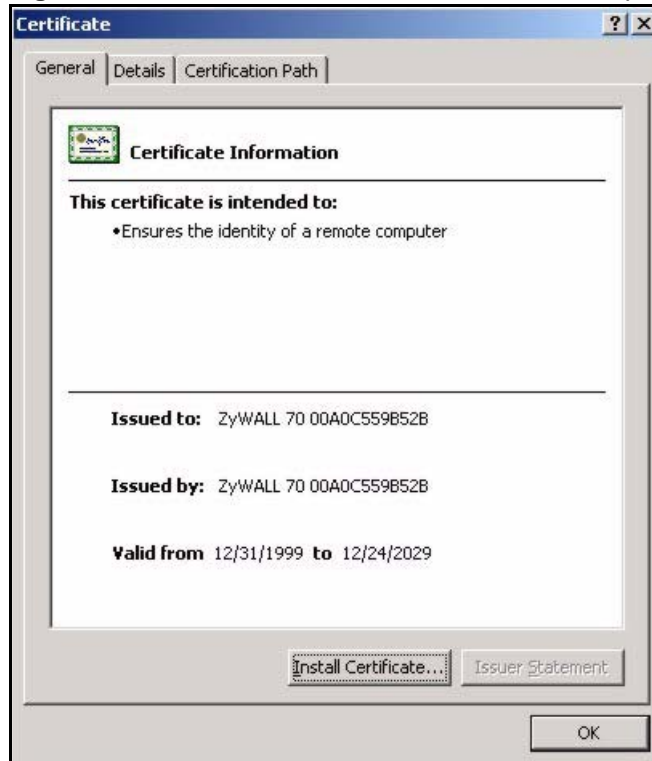 Certificate
General
Details
Certification Path
Certificate Information
This certificate is intended to:
•Ensures the identity of a remote computer
Issued to: ZyWALL 70 00A0C559B52B
Issued by: ZyWALL 70 00A0C559B52B
Valid from 12/31/1999 to 12/24/2029
Install Certificate...
Issuer Statement
OK